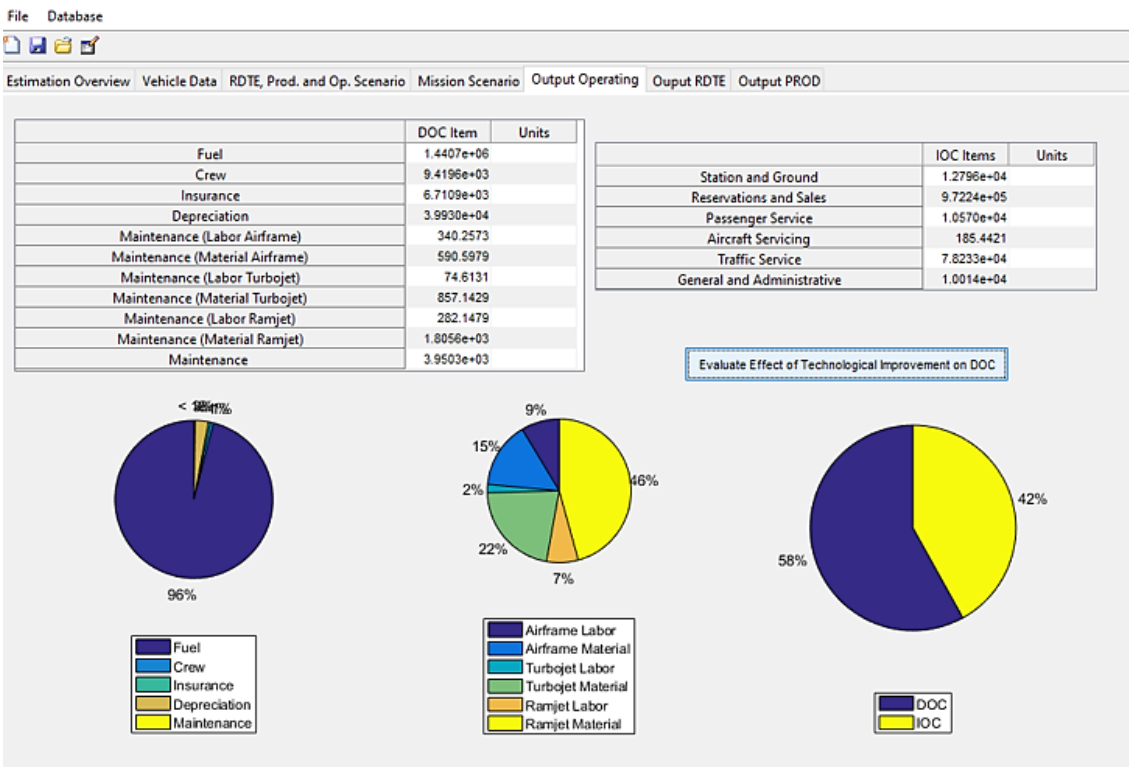 File Database
Estimation Overview Vehicle Data RDTE, Prod. and Op. Scenario Mission Scenario Output Operating Ouput RDTE Output PROD
DOC Item Units
Fuel 1.4407e+06
Crew 9.4196e+03
Insurance 6.7109e+03
Depreciation 3.9930e+04
Maintenance (Labor Airframe) 340.2573
Maintenance (Material Airframe) 590.5979
Maintenance (Labor Turbojet) 74.6131
Maintenance (Material Turbojet) 857.1429
Maintenance (Labor Ramjet) 282.1479
Maintenance (Material Ramjet) 1.8056e+03
Maintenance 3.9503e+03
IOC Items Units
Station and Ground 1.2796e+04
Reservations and Sales 9.7224e+05
Passenger Service 1.0570e+04
Aircraft Servicing 185.4421
Traffic Service 7.8233e+04
General and Administrative 1.0014e+04
Evaluate Effect of Technological Improvement on DOC
96%
Fuel
Crew
Insurance
Depreciation
Maintenance
9%
15%
46%
2%
22%
7%
Airframe Labor
Airframe Material
Turbojet Labor
Turbojet Material
Ramjet Labor
Ramjet Material
42%
58%
DOC
IOC